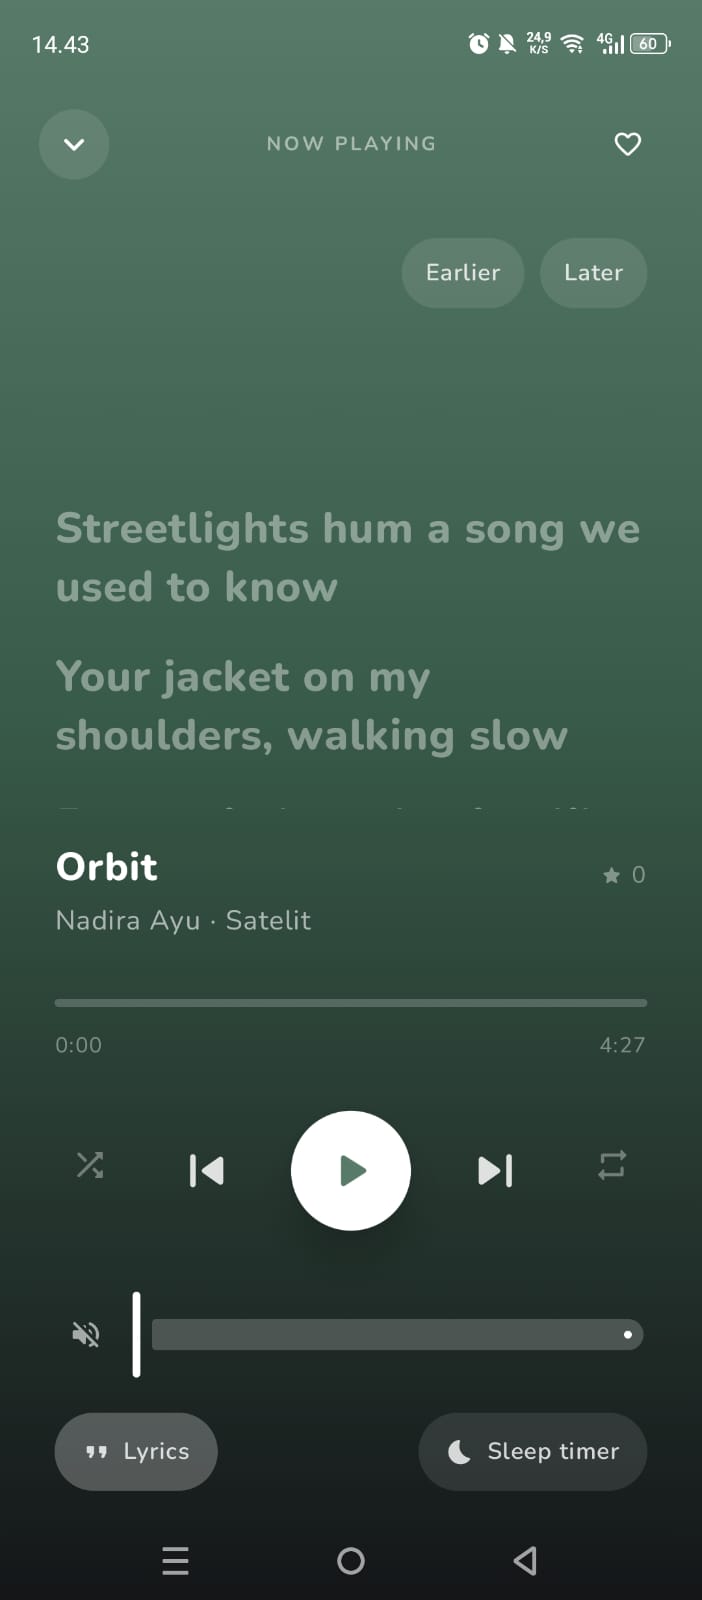 14.43
24,9
K/S
4G
60
NOW PLAYING
Earlier
Later
Streetlights hum a song we
used to know
Your jacket on my
shoulders, walking slow
Orbit
★ 0
Nadira Ayu · Satelit
0:00
4:27
Lyrics
Sleep timer